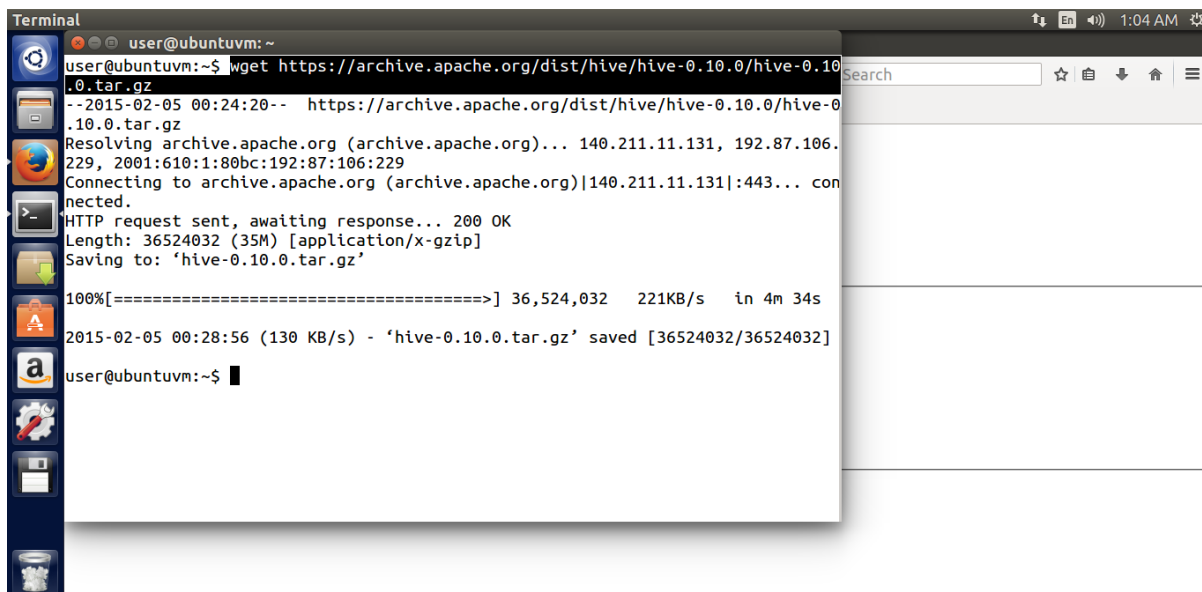 Terminal
En
1:04 AM
user@ubuntuvm: ~
Search
user@ubuntuvm:~$ wget https://archive.apache.org/dist/hive/hive-0.10.0/hive-0.10
.0.tar.gz
--2015-02-05 00:24:20--  https://archive.apache.org/dist/hive/hive-0.10.0/hive-0
.10.0.tar.gz
Resolving archive.apache.org (archive.apache.org)... 140.211.11.131, 192.87.106.
229, 2001:610:1:80bc:192:87:106:229
Connecting to archive.apache.org (archive.apache.org)|140.211.11.131|:443... con
nected.
HTTP request sent, awaiting response... 200 OK
Length: 36524032 (35M) [application/x-gzip]
Saving to: ‘hive-0.10.0.tar.gz’
100%[======================================>] 36,524,032   221KB/s   in 4m 34s
2015-02-05 00:28:56 (130 KB/s) - ‘hive-0.10.0.tar.gz’ saved [36524032/36524032]
user@ubuntuvm:~$